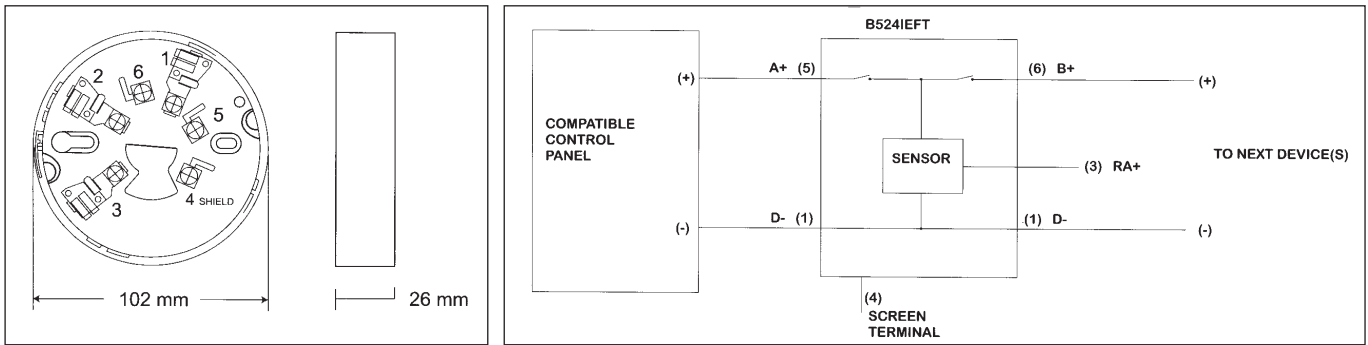 1
2
6
5
3
4 SHIELD
102 mm
26 mm
B524IEFT
(+)
A+ (5)
(6) B+
(+)
COMPATIBLE
CONTROL
PANEL
SENSOR
(3) RA+
TO NEXT DEVICE(S)
(-)
D- (1)
(1) D-
(-)
(4)
SCREEN
TERMINAL